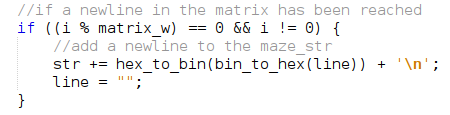 //if a newline in the matrix has been reached
if ((i % matrix_w) == 0 && i != 0) {
    //add a newline to the maze_str
    str += hex_to_bin(bin_to_hex(line)) + '\n';
    line = "";
}